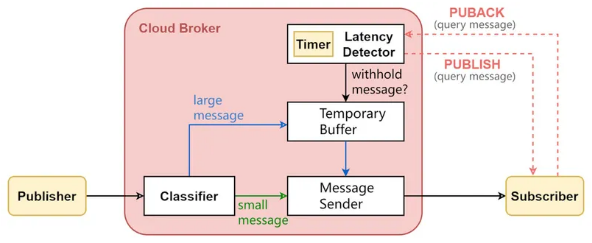 Cloud Broker
Timer
Latency
Detector
PUBACK
(query message)
PUBLISH
(query message)
withhold
message?
large
message
Temporary
Buffer
Publisher
Classifier
small
message
Message
Sender
Subscriber